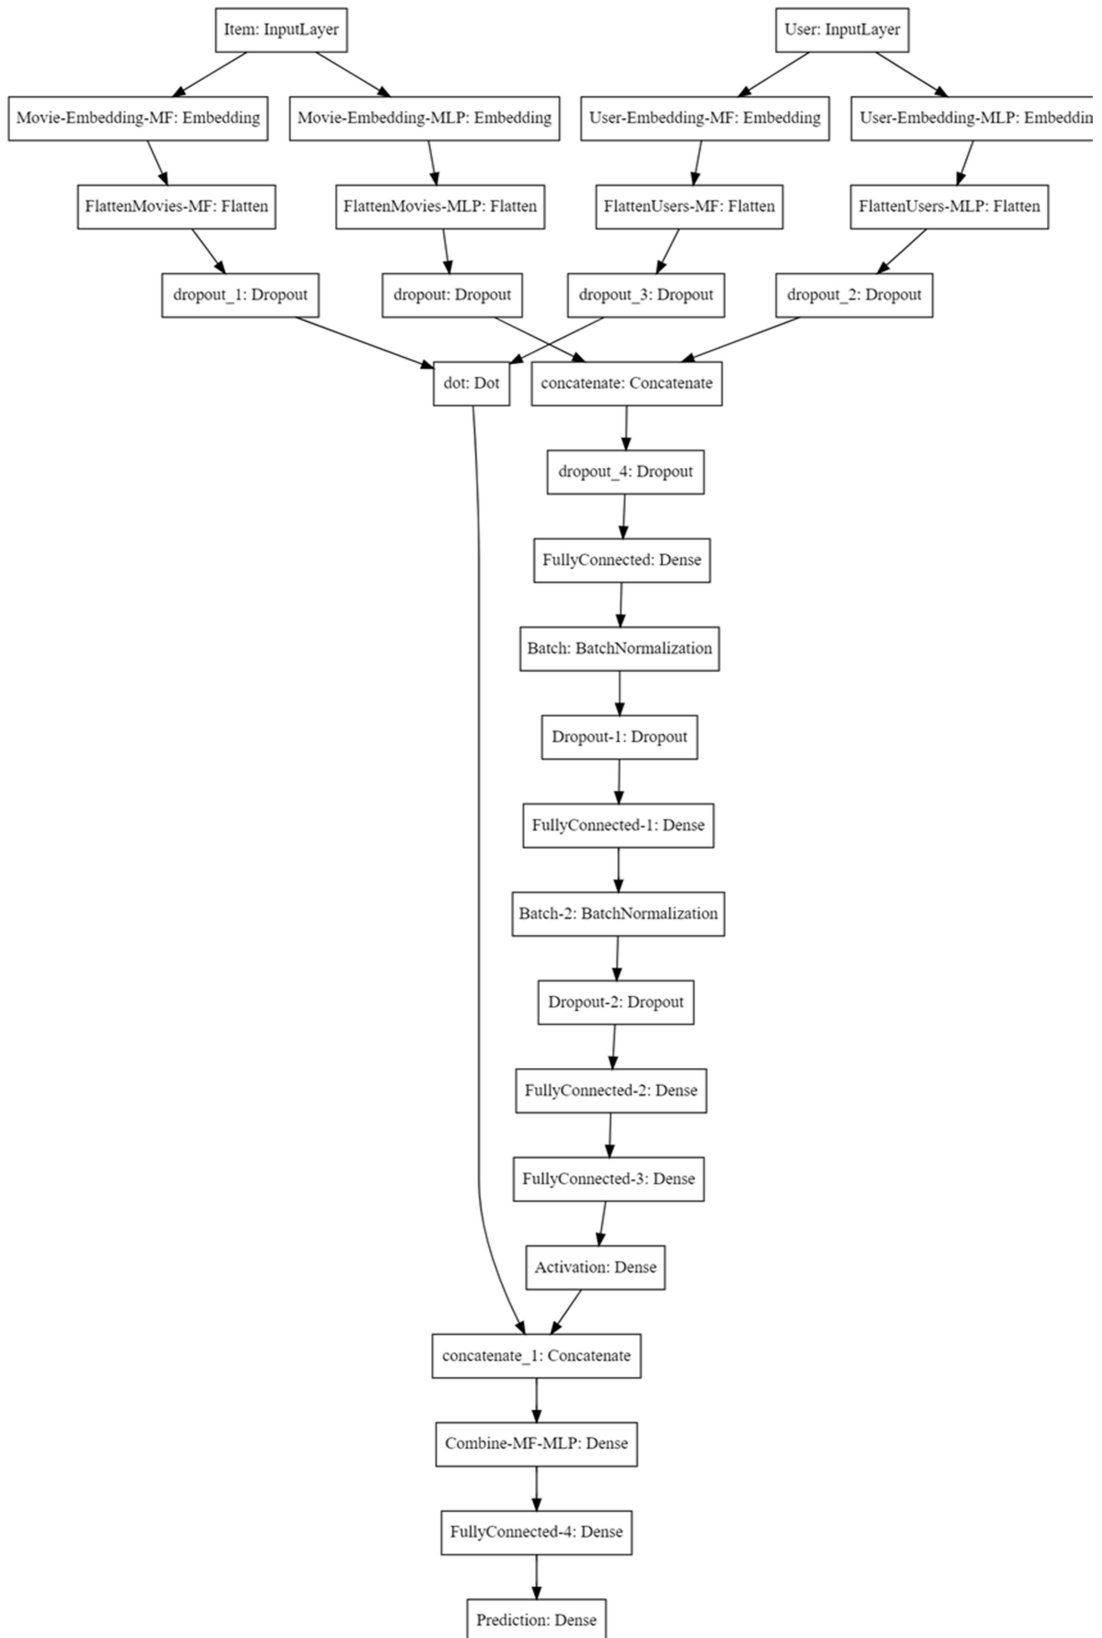 Item: InputLayer
User: InputLayer
Movie-Embedding-MF: Embedding
Movie-Embedding-MLP: Embedding
User-Embedding-MF: Embedding
User-Embedding-MLP: Embeddin
FlattenMovies-MF: Flatten
FlattenMovies-MLP: Flatten
FlattenUsers-MF: Flatten
FlattenUsers-MLP: Flatten
dropout_1: Dropout
dropout: Dropout
dropout_3: Dropout
dropout_2: Dropout
dot: Dot
concatenate: Concatenate
dropout_4: Dropout
FullyConnected: Dense
Batch: BatchNormalization
Dropout-1: Dropout
FullyConnected-1: Dense
Batch-2: BatchNormalization
Dropout-2: Dropout
FullyConnected-2: Dense
FullyConnected-3: Dense
Activation: Dense
concatenate_1: Concatenate
Combine-MF-MLP: Dense
FullyConnected-4: Dense
Prediction: Dense